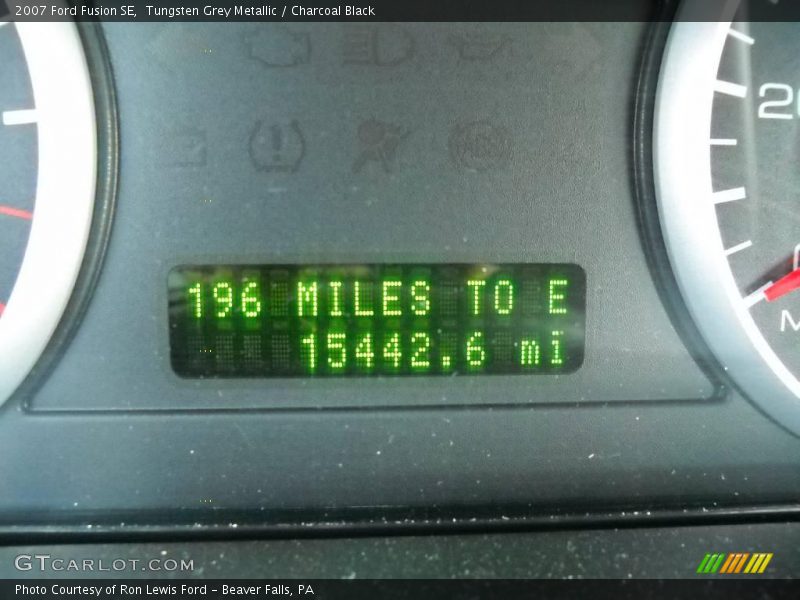 2007 Ford Fusion SE,  Tungsten Grey Metallic / Charcoal Black
20
196 MILES TO E
15442.6 mi
GTCARLOT.COM
Photo Courtesy of Ron Lewis Ford – Beaver Falls, PA